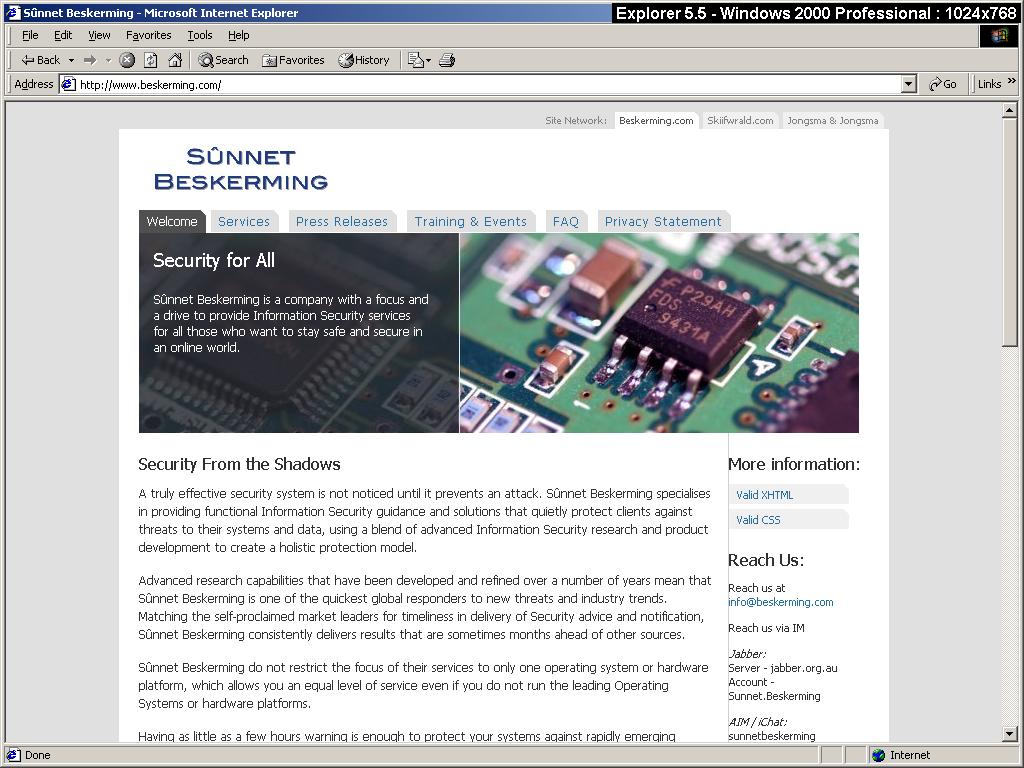 Sûnnet Beskerming - Microsoft Internet Explorer
Explorer 5.5 - Windows 2000 Professional : 1024x768
File Edit View Favorites Tools Help
Back Search Favorites History
Address http://www.beskerming.com/ Go Links »
Site Network: Beskerming.com Skiifwrald.com Jongsma & Jongsma
SÛNNET
BESKERMING
Welcome Services Press Releases Training & Events FAQ Privacy Statement
Security for All
Sûnnet Beskerming is a company with a focus and
a drive to provide Information Security services
for all those who want to stay safe and secure in
an online world.
P29AH
FDS
9431A
A
1
Security From the Shadows
A truly effective security system is not noticed until it prevents an attack. Sûnnet Beskerming specialises
in providing functional Information Security guidance and solutions that quietly protect clients against
threats to their systems and data, using a blend of advanced Information Security research and product
development to create a holistic protection model.
Advanced research capabilities that have been developed and refined over a number of years mean that
Sûnnet Beskerming is one of the quickest global responders to new threats and industry trends.
Matching the self-proclaimed market leaders for timeliness in delivery of Security advice and notification,
Sûnnet Beskerming consistently delivers results that are sometimes months ahead of other sources.
Sûnnet Beskerming do not restrict the focus of their services to only one operating system or hardware
platform, which allows you an equal level of service even if you do not run the leading Operating
Systems or hardware platforms.
Having as little as a few hours warning is enough to protect your systems against rapidly emerging
More information:
Valid XHTML
Valid CSS
Reach Us:
Reach us at
info@beskerming.com
Reach us via IM
Jabber:
Server - jabber.org.au
Account -
Sunnet.Beskerming
AIM / iChat:
sunnetbeskerming
Done Internet